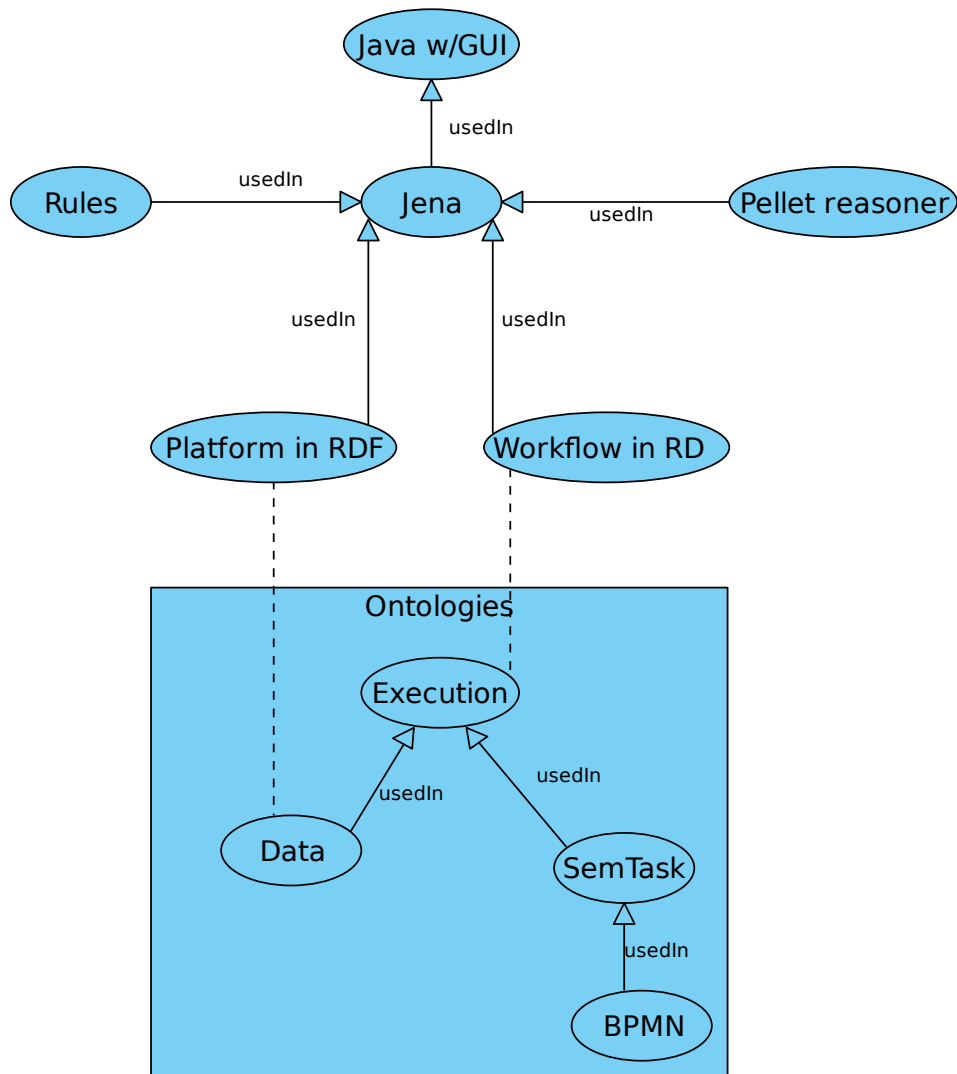 Java w/GUI
usedIn
usedIn
Rules
Jena
usedIn
Pellet reasoner
usedIn
usedIn
Platform in RDF
Workflow in RD
Ontologies
Execution
usedIn
usedIn
Data
SemTask
usedIn
BPMN